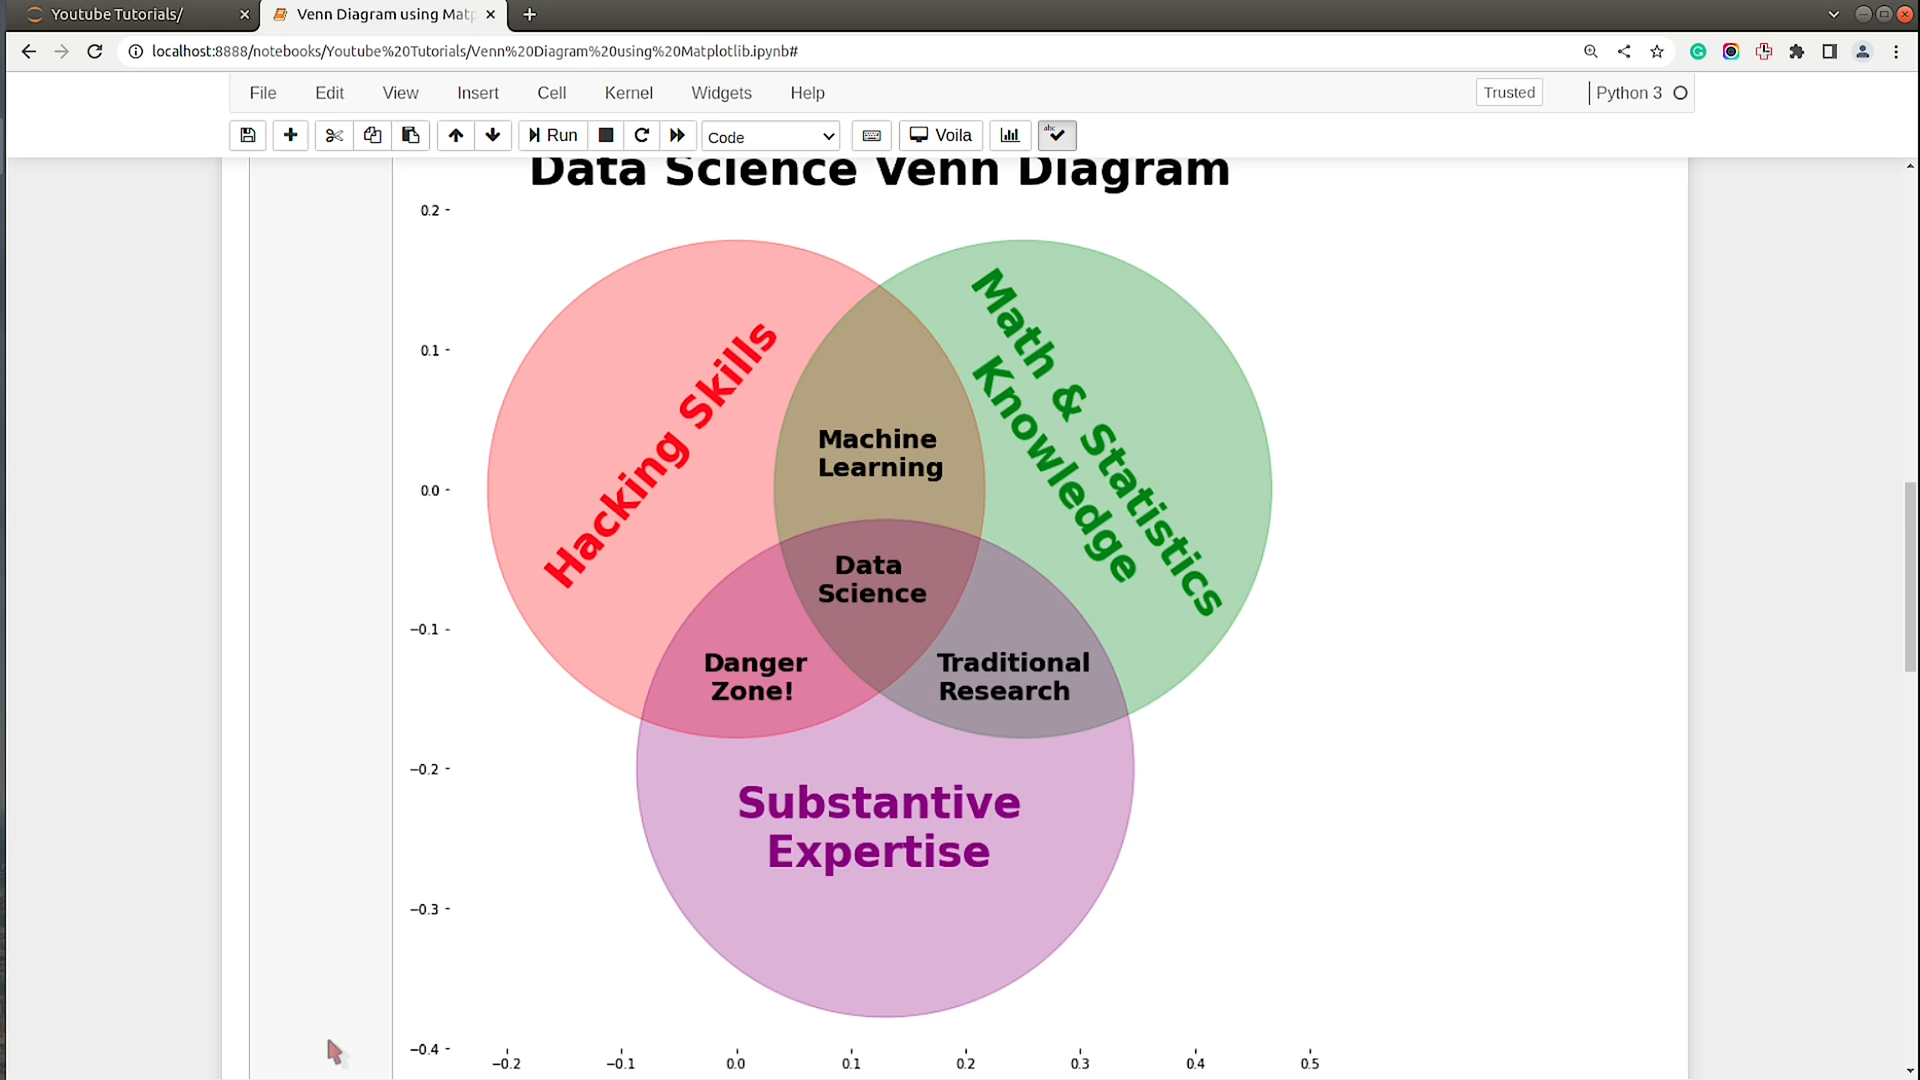 Youtube Tutorials/
Venn Diagram using Matp
localhost:8888/notebooks/Youtube%20Tutorials/Venn%20Diagram%20using%20Matplotlib.ipynb#
File Edit View Insert Cell Kernel Widgets Help Trusted Python 3
Run Code Voila abc
Data Science Venn Diagram
0.2
0.1
0.0
−0.1
−0.2
−0.3
−0.4
−0.2 −0.1 0.0 0.1 0.2 0.3 0.4 0.5
Hacking Skills
Math & Statistics
Knowledge
Machine
Learning
Data
Science
Danger
Zone!
Traditional
Research
Substantive
Expertise